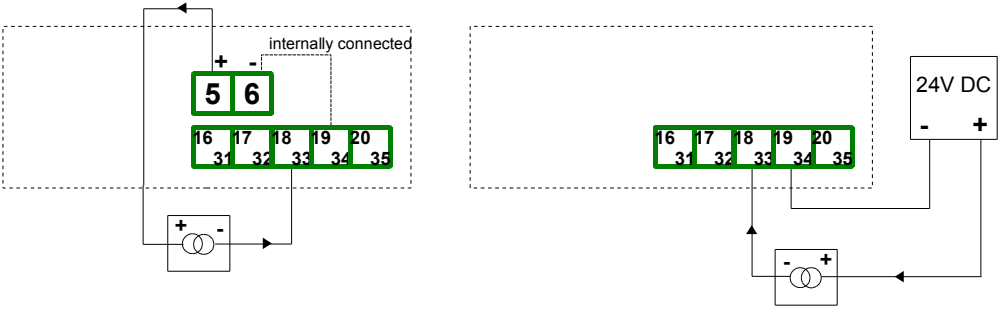 internally connected
+ -
5 6
16 17 18 19 20
31 32 33 34 35
+ -
24V DC
- +
16 17 18 19 20
31 32 33 34 35
- +